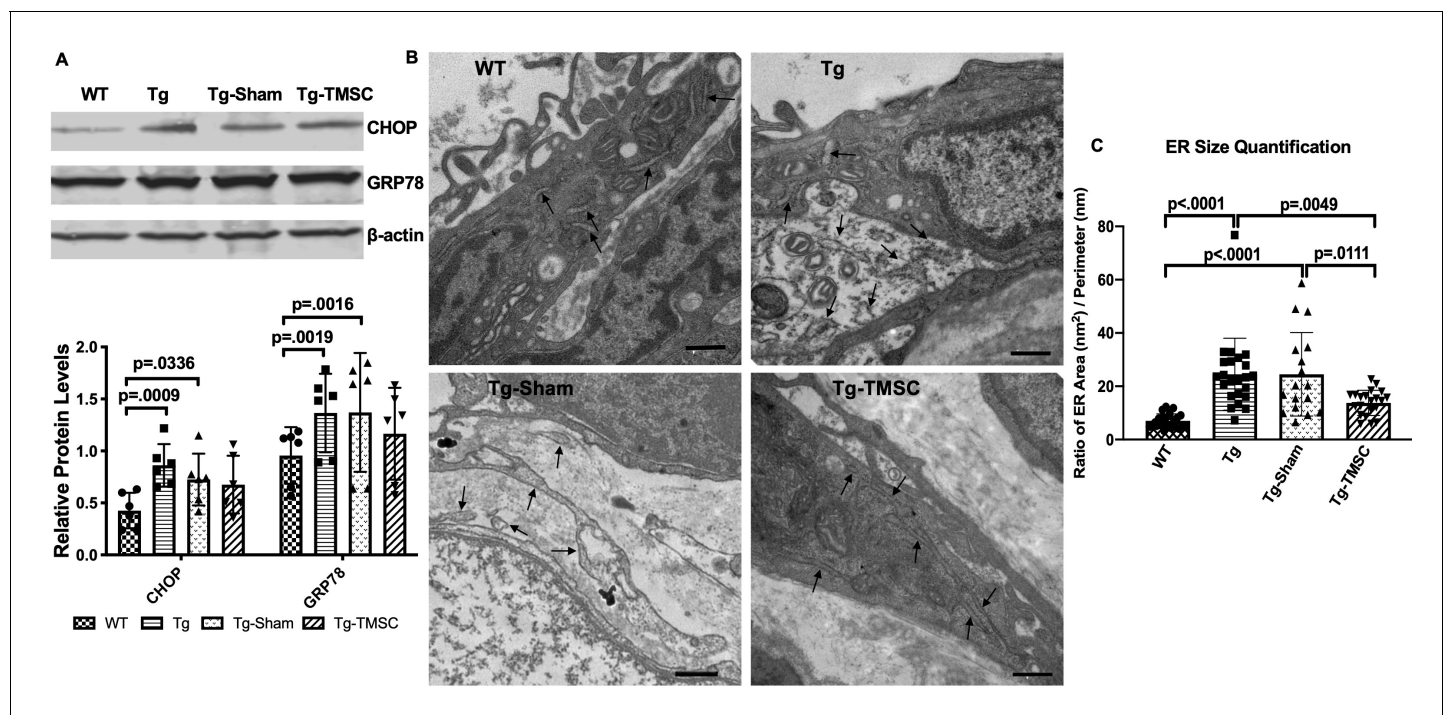 A
WT Tg Tg-Sham Tg-TMSC
CHOP
GRP78
β-actin
p=.0016
p=.0019
p=.0336
p=.0009
Relative Protein Levels
2.0
1.5
1.0
0.5
0.0
CHOP
GRP78
WT Tg Tg-Sham Tg-TMSC
B
WT
Tg
Tg-Sham
Tg-TMSC
C
ER Size Quantification
p<.0001
p=.0049
p<.0001
p=.0111
Ratio of ER Area (nm²) / Perimeter (nm)
80
60
40
20
0
WT
Tg
Tg-Sham
Tg-TMSC